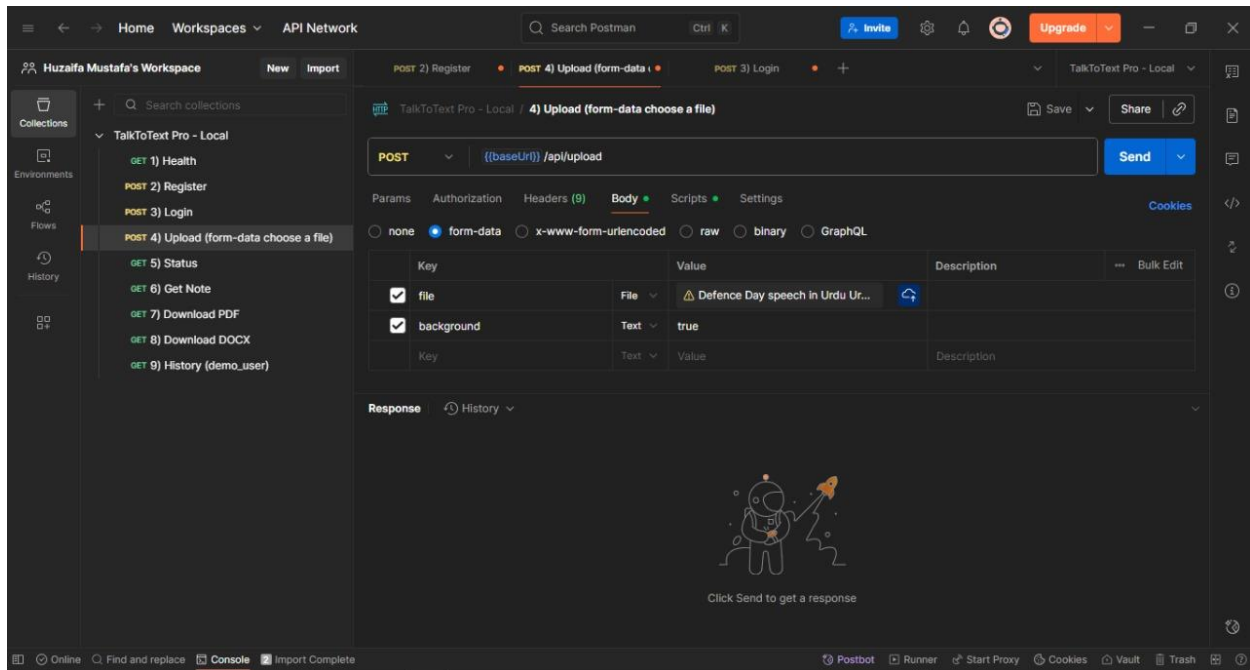 Home Workspaces API Network Search Postman Ctrl K Invite Upgrade
Huzaifa Mustafa's Workspace New Import
POST 2) Register POST 4) Upload (form-data POST 3) Login TalkToText Pro - Local
Collections
Environments
Flows
History
Search collections
TalkToText Pro - Local
GET 1) Health
POST 2) Register
POST 3) Login
POST 4) Upload (form-data choose a file)
GET 5) Status
GET 6) Get Note
GET 7) Download PDF
GET 8) Download DOCX
GET 9) History (demo_user)
HTTP TalkToText Pro - Local / 4) Upload (form-data choose a file) Save Share
POST {{baseUrl}} /api/upload Send
Params Authorization Headers (9) Body Scripts Settings Cookies
none form-data x-www-form-urlencoded raw binary GraphQL
Key Value Description Bulk Edit
file File Defence Day speech in Urdu Ur...
background Text true
Key Text Value Description
Response History
Click Send to get a response
Online Find and replace Console 2 Import Complete Postbot Runner Start Proxy Cookies Vault Trash